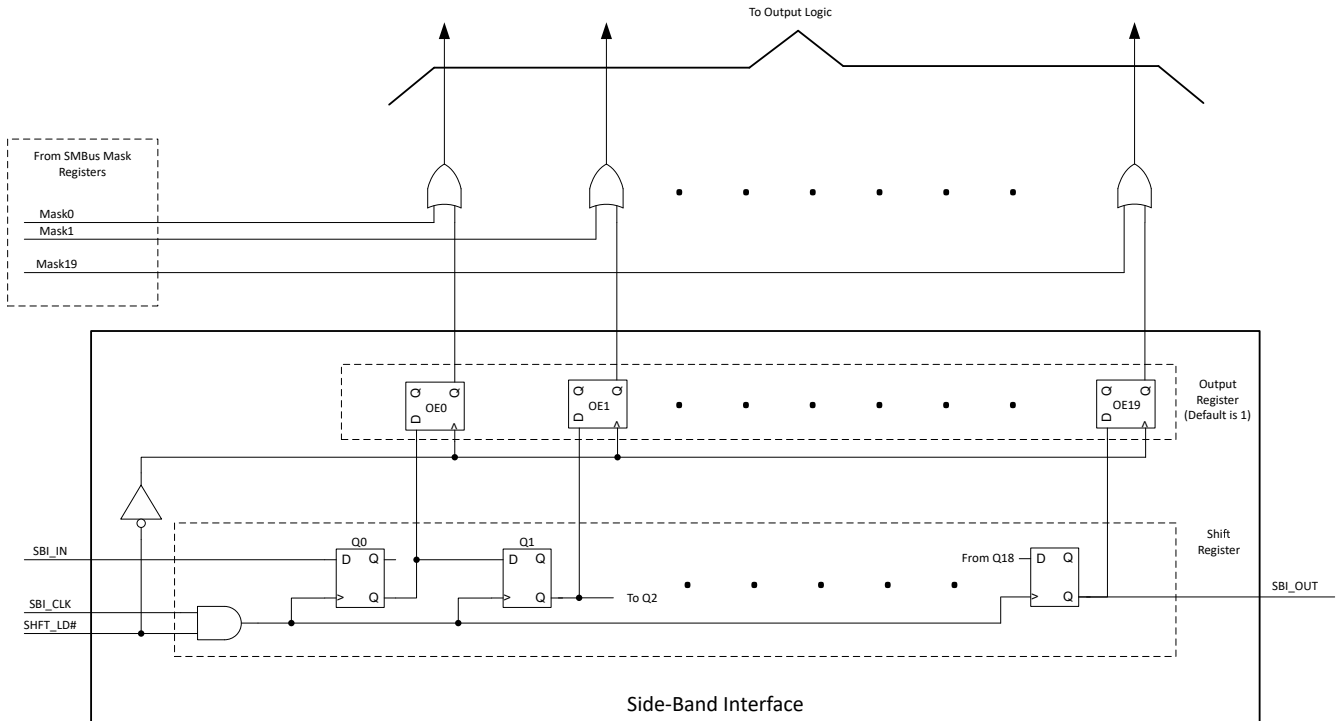 To Output Logic
From SMBus Mask
Registers
Mask0
Mask1
Mask19
Q Q
OE0
D
Q Q
OE1
D
Q Q
OE19
D
Output
Register
(Default is 1)
Q0
Q1
Shift
Register
SBI_IN
D Q
D Q
From Q18
D Q
SBI_CLK
Q
Q
To Q2
Q
SBI_OUT
SHFT_LD#
Side-Band Interface